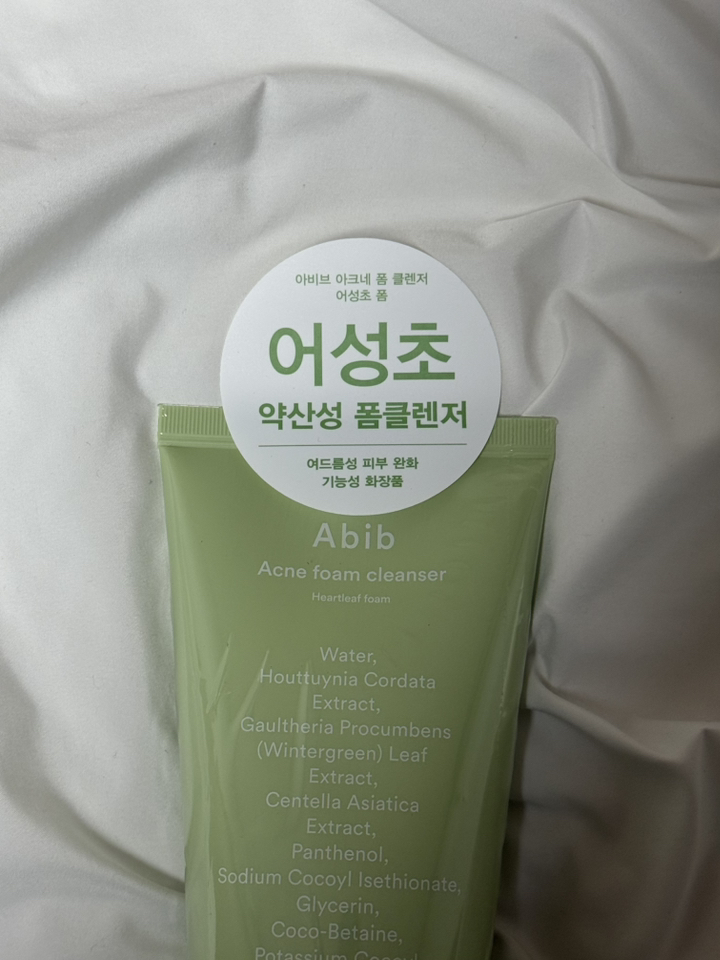 아비브 아크네 폼 클렌저
어성초 폼
어성초
약산성 폼클렌저
여드름성 피부 완화
기능성 화장품
Abib
Acne foam cleanser
Heartleaf foam
Water,
Houttuynia Cordata
Extract,
Gaultheria Procumbens
(Wintergreen) Leaf
Extract,
Centella Asiatica
Extract,
Panthenol,
Sodium Cocoyl Isethionate,
Glycerin,
Coco-Betaine,
Potassium Cocoyl